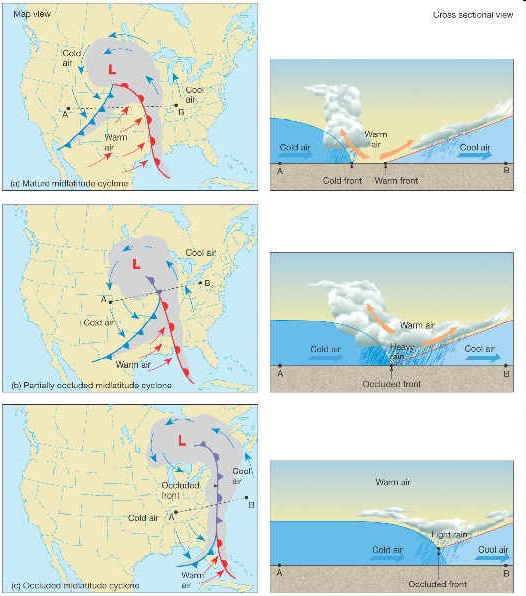 Map view
Cross sectional view
Cold
air
L
Cool
air
A
B
Warm
air
(a) Mature midlatitude cyclone
Warm
air
Cold air
Cool air
A
B
Cold front
Warm front
Cool air
L
B
A
Cold air
Warm air
(b) Partially occluded midlatitude cyclone
Warm air
Heavy
rain
Cold air
Cool air
A
B
Occluded front
L
Cool
air
Occluded
front
B
A
Cold air
Warm
air
(c) Occluded midlatitude cyclone
Warm air
Light rain
Cold air
Cool air
A
B
Occluded front